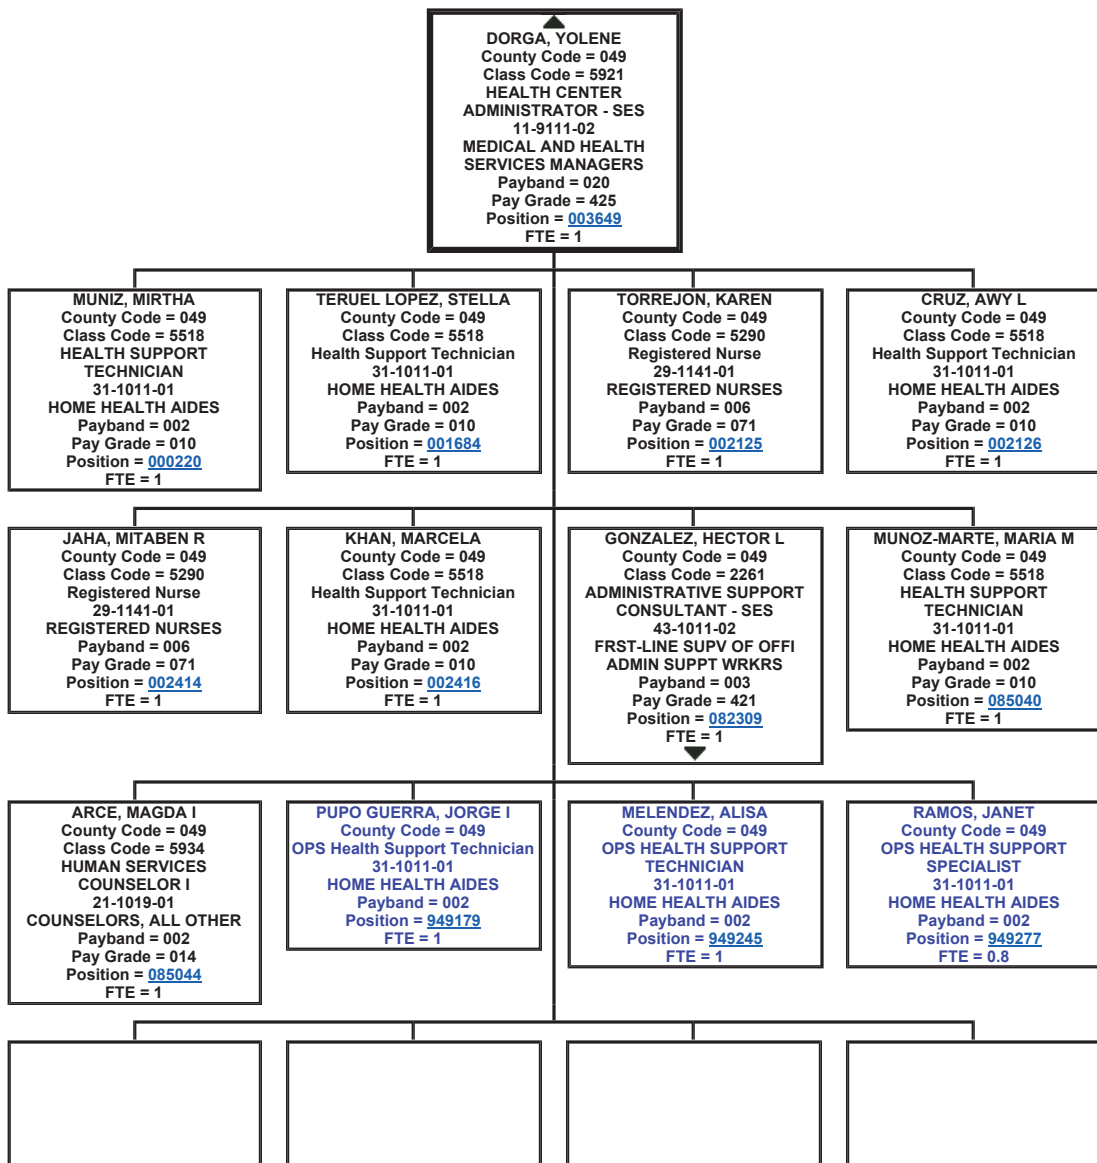 DORGA, YOLENE
County Code = 049
Class Code = 5921
HEALTH CENTER
ADMINISTRATOR - SES
11-9111-02
MEDICAL AND HEALTH
SERVICES MANAGERS
Payband = 020
Pay Grade = 425
Position = 003649
FTE = 1
MUNIZ, MIRTHA
County Code = 049
Class Code = 5518
HEALTH SUPPORT
TECHNICIAN
31-1011-01
HOME HEALTH AIDES
Payband = 002
Pay Grade = 010
Position = 000220
FTE = 1
TERUEL LOPEZ, STELLA
County Code = 049
Class Code = 5518
Health Support Technician
31-1011-01
HOME HEALTH AIDES
Payband = 002
Pay Grade = 010
Position = 001684
FTE = 1
TORREJON, KAREN
County Code = 049
Class Code = 5290
Registered Nurse
29-1141-01
REGISTERED NURSES
Payband = 006
Pay Grade = 071
Position = 002125
FTE = 1
CRUZ, AWY L
County Code = 049
Class Code = 5518
Health Support Technician
31-1011-01
HOME HEALTH AIDES
Payband = 002
Pay Grade = 010
Position = 002126
FTE = 1
JAHA, MITABEN R
County Code = 049
Class Code = 5290
Registered Nurse
29-1141-01
REGISTERED NURSES
Payband = 006
Pay Grade = 071
Position = 002414
FTE = 1
KHAN, MARCELA
County Code = 049
Class Code = 5518
Health Support Technician
31-1011-01
HOME HEALTH AIDES
Payband = 002
Pay Grade = 010
Position = 002416
FTE = 1
GONZALEZ, HECTOR L
County Code = 049
Class Code = 2261
ADMINISTRATIVE SUPPORT
CONSULTANT - SES
43-1011-02
FRST-LINE SUPV OF OFFI
ADMIN SUPPT WRKRS
Payband = 003
Pay Grade = 421
Position = 082309
FTE = 1
MUNOZ-MARTE, MARIA M
County Code = 049
Class Code = 5518
HEALTH SUPPORT
TECHNICIAN
31-1011-01
HOME HEALTH AIDES
Payband = 002
Pay Grade = 010
Position = 085040
FTE = 1
ARCE, MAGDA I
County Code = 049
Class Code = 5934
HUMAN SERVICES
COUNSELOR I
21-1019-01
COUNSELORS, ALL OTHER
Payband = 002
Pay Grade = 014
Position = 085044
FTE = 1
PUPO GUERRA, JORGE I
County Code = 049
OPS Health Support Technician
31-1011-01
HOME HEALTH AIDES
Payband = 002
Position = 949179
FTE = 1
MELENDEZ, ALISA
County Code = 049
OPS HEALTH SUPPORT
TECHNICIAN
31-1011-01
HOME HEALTH AIDES
Payband = 002
Position = 949245
FTE = 1
RAMOS, JANET
County Code = 049
OPS HEALTH SUPPORT
SPECIALIST
31-1011-01
HOME HEALTH AIDES
Payband = 002
Position = 949277
FTE = 0.8